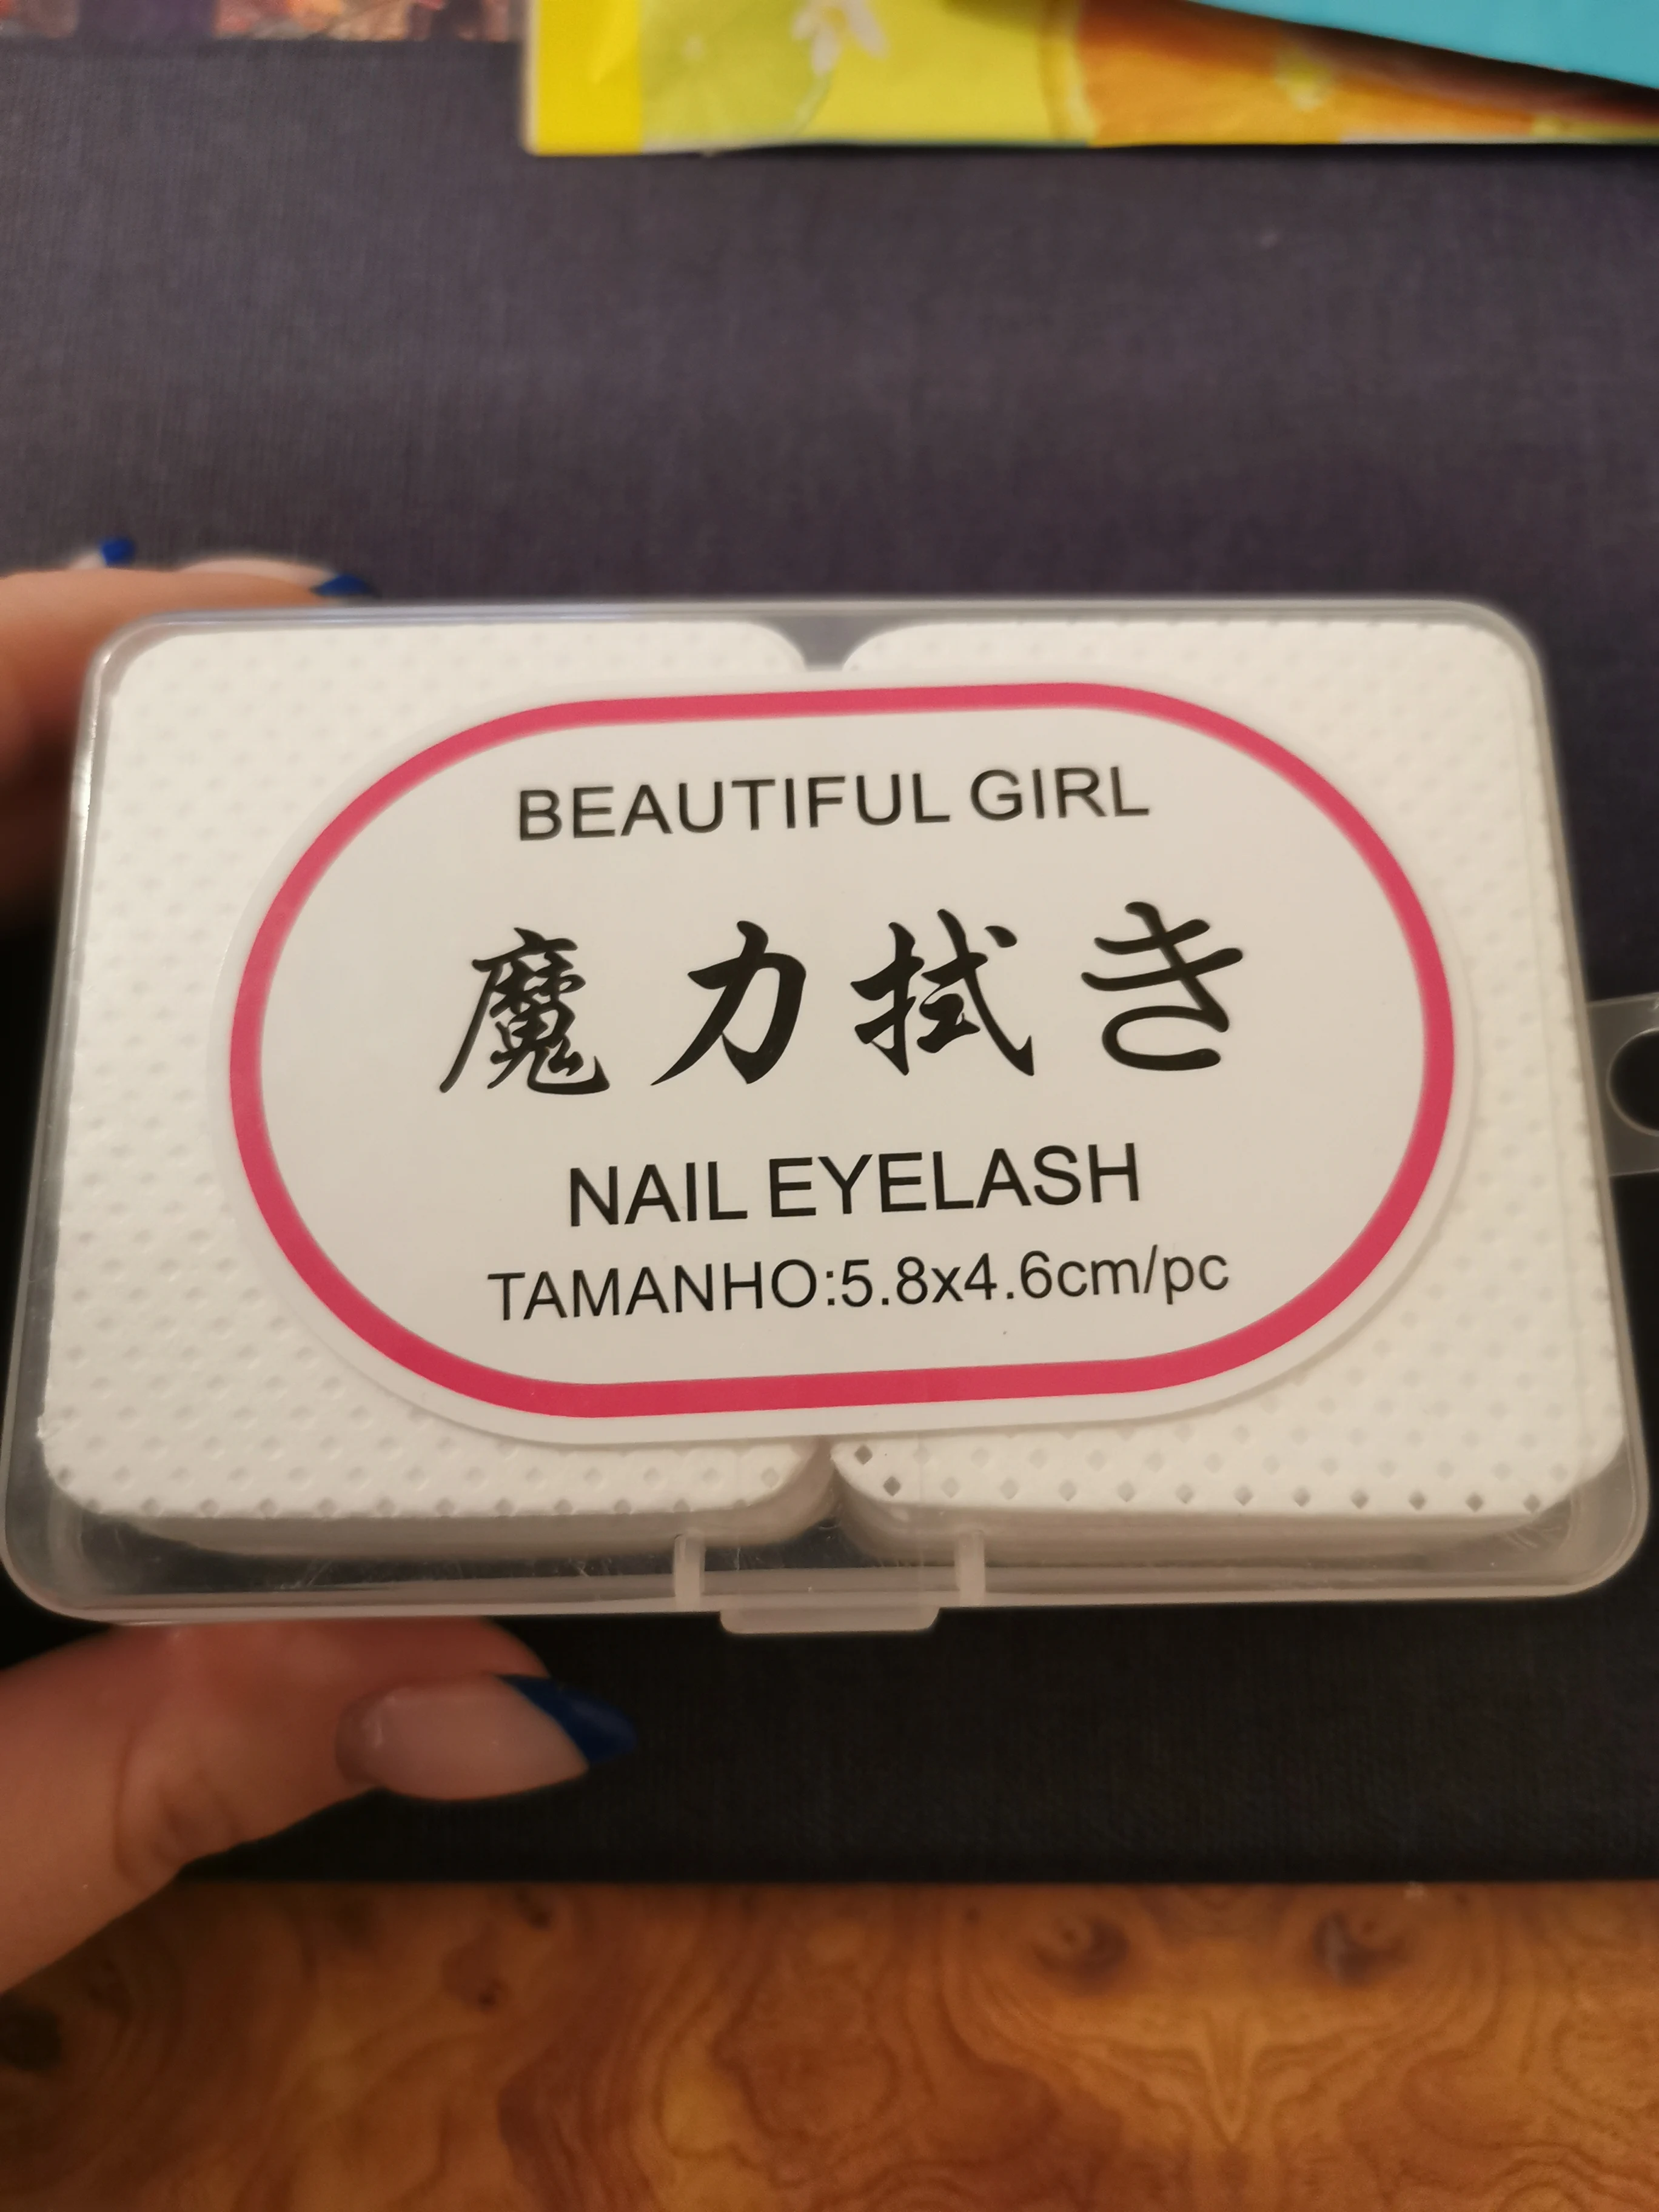 BEAUTIFUL GIRL
魔力拭き
NAIL EYELASH
TAMANHO:5.8x4.6cm/pc